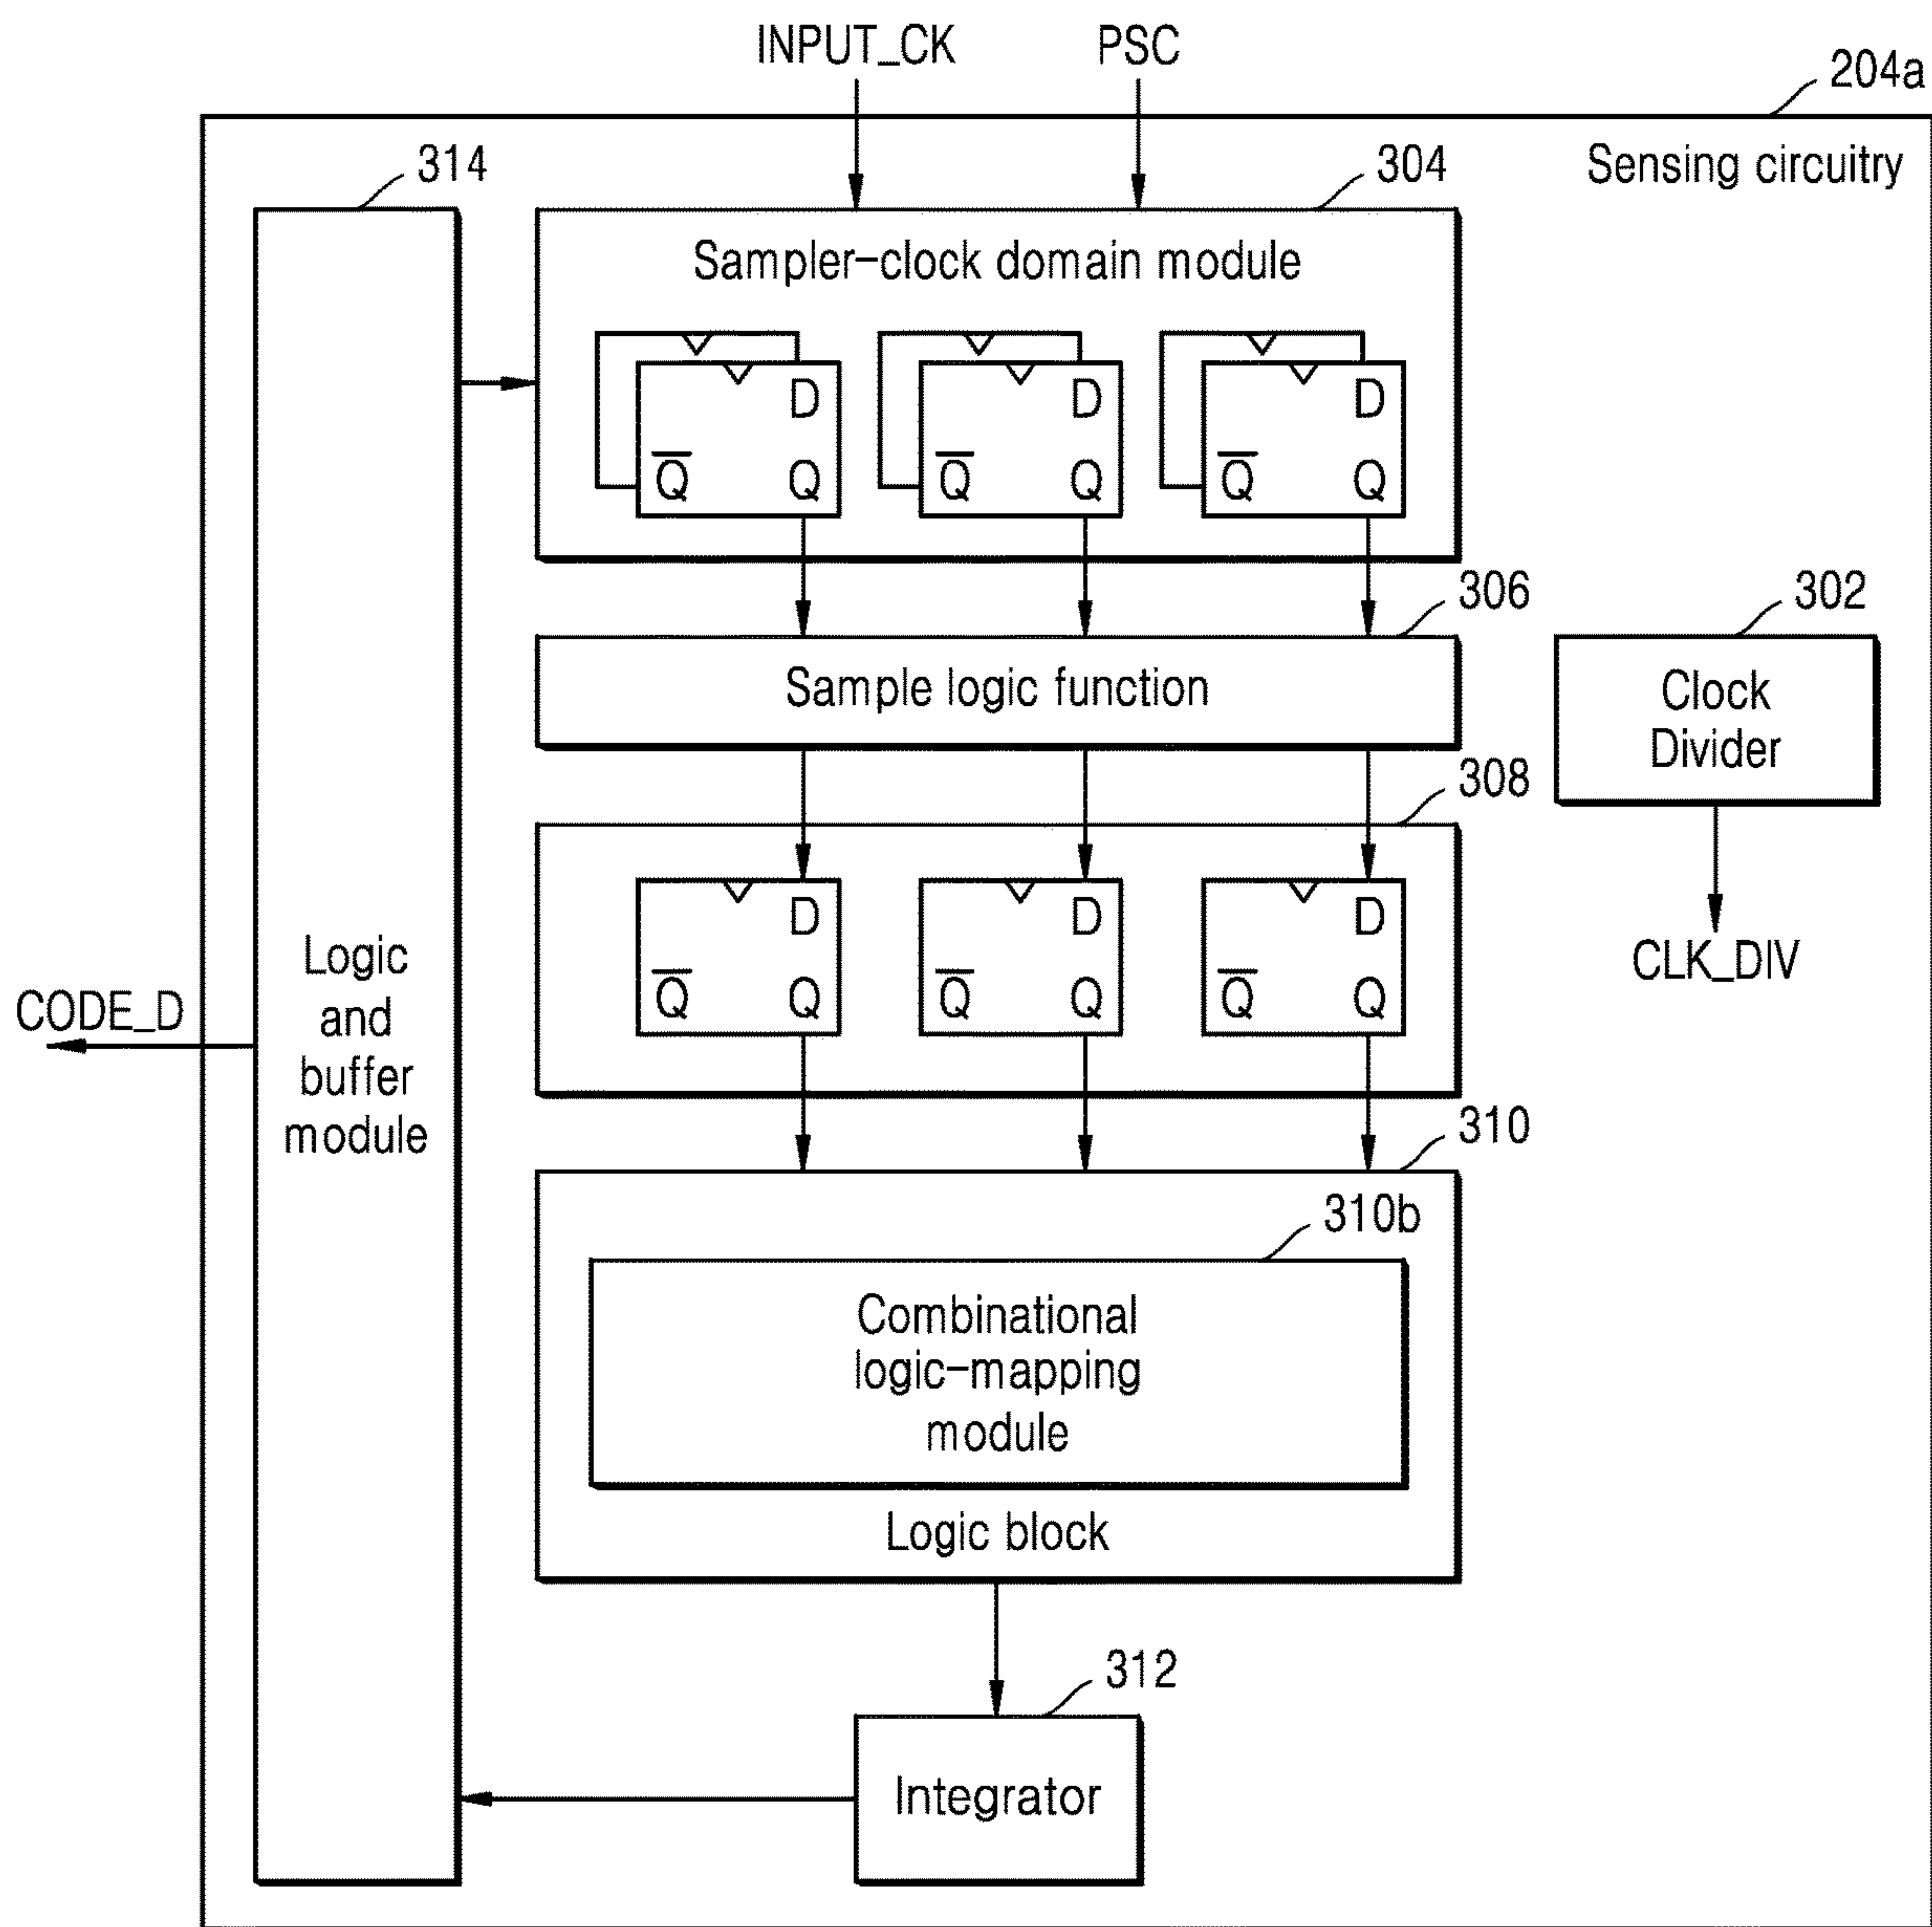 INPUT_CK PSC
204a
Sensing circuitry
314
304
Sampler-clock domain module
D D D
Q̅ Q Q̅ Q Q̅ Q
306
302
Sample logic function
Clock
Divider
308
D D D
Q̅ Q Q̅ Q Q̅ Q
CLK_DIV
Logic
and
buffer
module
CODE_D
310
310b
Combinational
logic-mapping
module
Logic block
312
Integrator